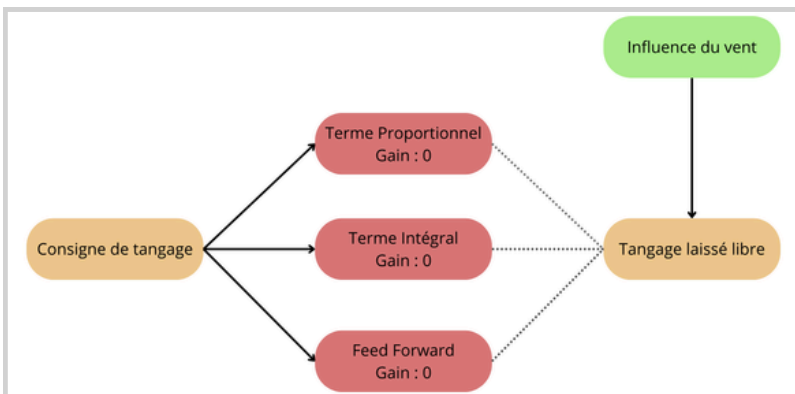 Influence du vent
Terme Proportionnel
Gain : 0
Consigne de tangage
Terme Intégral
Gain : 0
Tangage laissé libre
Feed Forward
Gain : 0